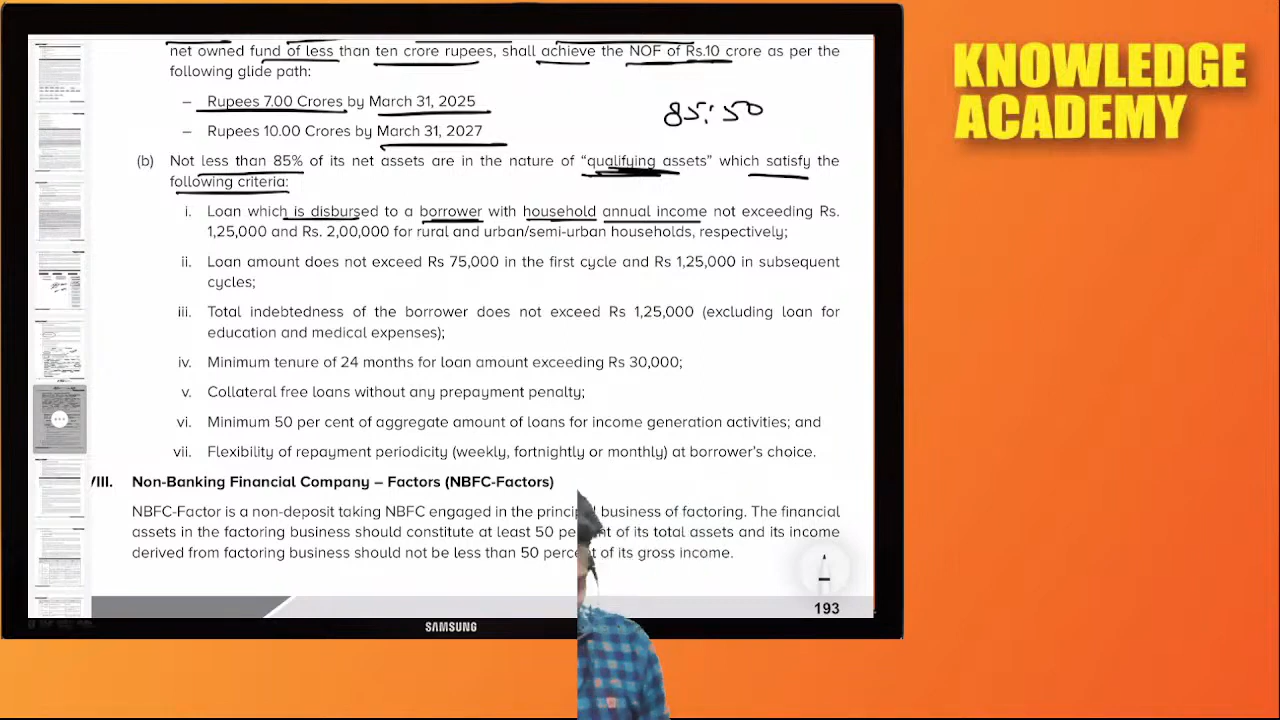 net owned fund of less than ten crore rupees shall achieve the NOF of Rs.10 crore as per the
following glide path:
– Rupees 7.00 Crores by March 31, 2025
– Rupees 10.00 Crores by March 31, 2027
85:50
(b) Not less than 85% of its net assets are in the nature of “qualifying assets” which satisfy the
following criteria:
i. Loan which is disbursed to a borrower with household annual income not exceeding Rs.
and Rs. 2,00,000 for rural and urban/semi-urban households, respectively;
ii. Loan amount does not exceed Rs 75,000 in the first cycle and Rs 1,25,000 in subsequent
cycles;
iii. Total indebtedness of the borrower does not exceed Rs 1,25,000 (excluding loan for
education and medical expenses);
iv. Minimum tenure of 24 months for loan amount exceeding Rs 30,000;
v. Collateral free loans without any prepayment penalty;
vi. Minimum 50 per cent of aggregate amount of loans for income generation activities; and
vii. Flexibility of repayment periodicity (weekly, fortnightly or monthly) at borrower’s choice.
VIII. Non-Banking Financial Company – Factors (NBFC-Factors)
NBFC-Factor is a non-deposit taking NBFC engaged in the principal business of factoring. The financial
assets in the factoring business should constitute at least 50 percent of its total assets and its income
derived from factoring business should not be less than 50 percent of its gross income.
193
SAMSUNG
KNOWLEDGE
ACADEMY